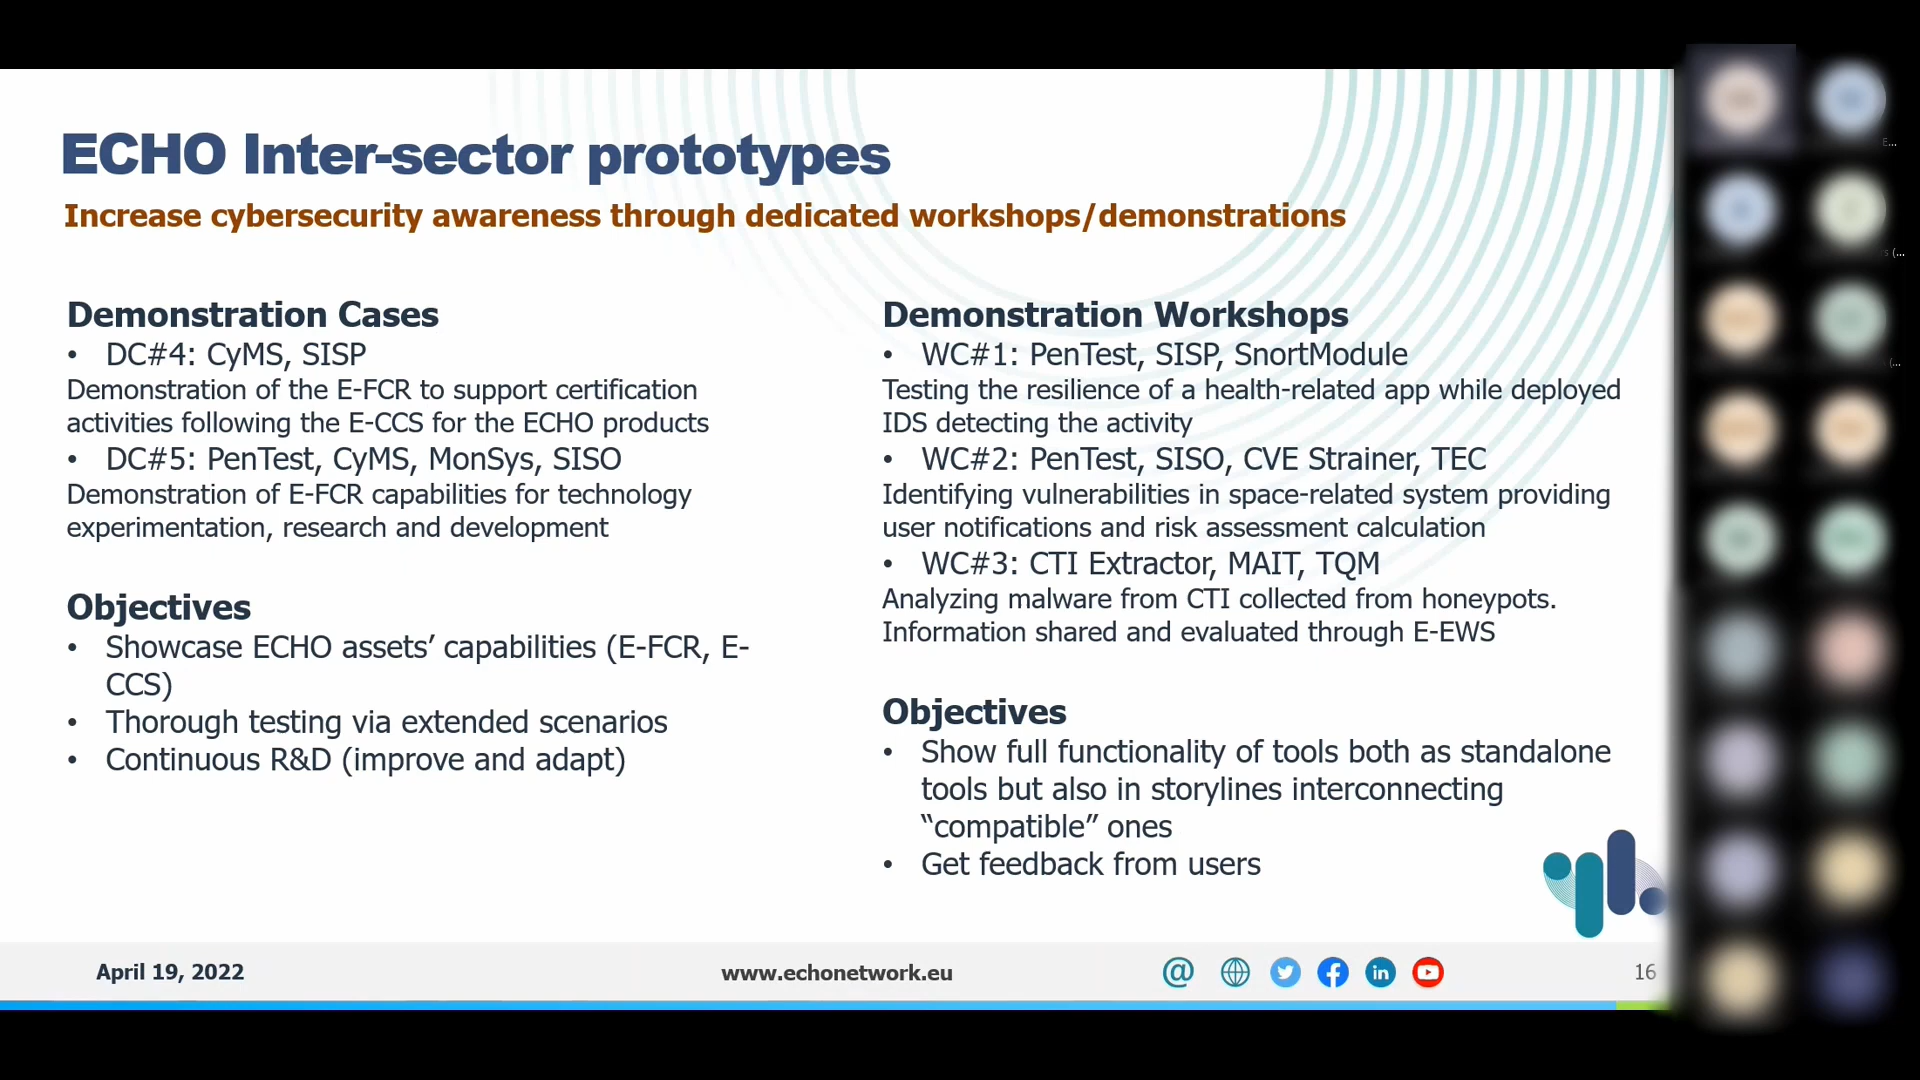 ECHO Inter-sector prototypes
Increase cybersecurity awareness through dedicated workshops/demonstrations
Demonstration Cases
• DC#4: CyMS, SISP
Demonstration of the E-FCR to support certification
activities following the E-CCS for the ECHO products
• DC#5: PenTest, CyMS, MonSys, SISO
Demonstration of E-FCR capabilities for technology
experimentation, research and development
Objectives
• Showcase ECHO assets’ capabilities (E-FCR, E-
CCS)
• Thorough testing via extended scenarios
• Continuous R&D (improve and adapt)
Demonstration Workshops
• WC#1: PenTest, SISP, SnortModule
Testing the resilience of a health-related app while deployed
IDS detecting the activity
• WC#2: PenTest, SISO, CVE Strainer, TEC
Identifying vulnerabilities in space-related system providing
user notifications and risk assessment calculation
• WC#3: CTI Extractor, MAIT, TQM
Analyzing malware from CTI collected from honeypots.
Information shared and evaluated through E-EWS
Objectives
• Show full functionality of tools both as standalone
tools but also in storylines interconnecting
“compatible” ones
• Get feedback from users
April 19, 2022
www.echonetwork.eu
16